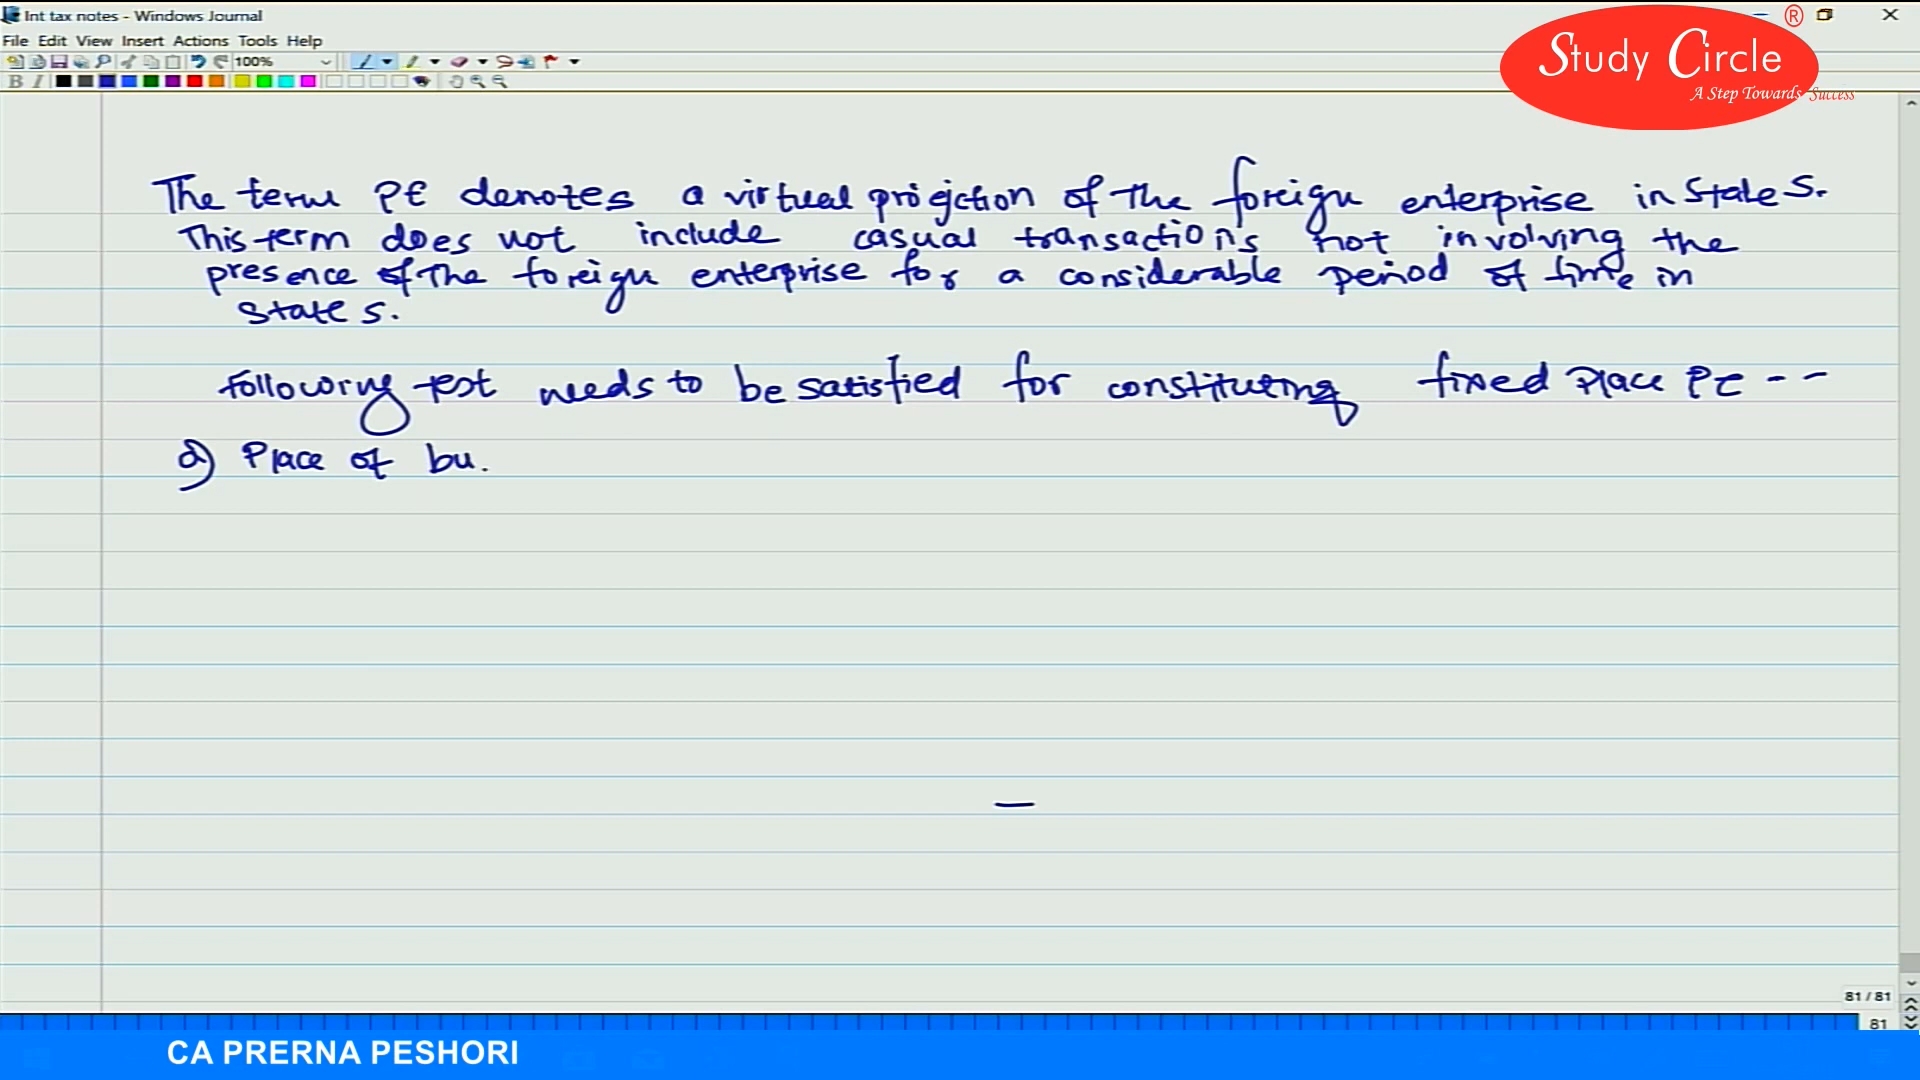 Int tax notes - Windows Journal
File Edit View Insert Actions Tools Help
100%
B I
Study Circle ®
A Step Towards Success
The term PE denotes a virtual projection of the foreign enterprise in State S.
This term does not include casual transactions not involving the
presence of the foreign enterprise for a considerable period of time in
State S.
Following test needs to be satisfied for constituting fixed Place PE --
a) Place of bu.
81 / 81
81
CA PRERNA PESHORI